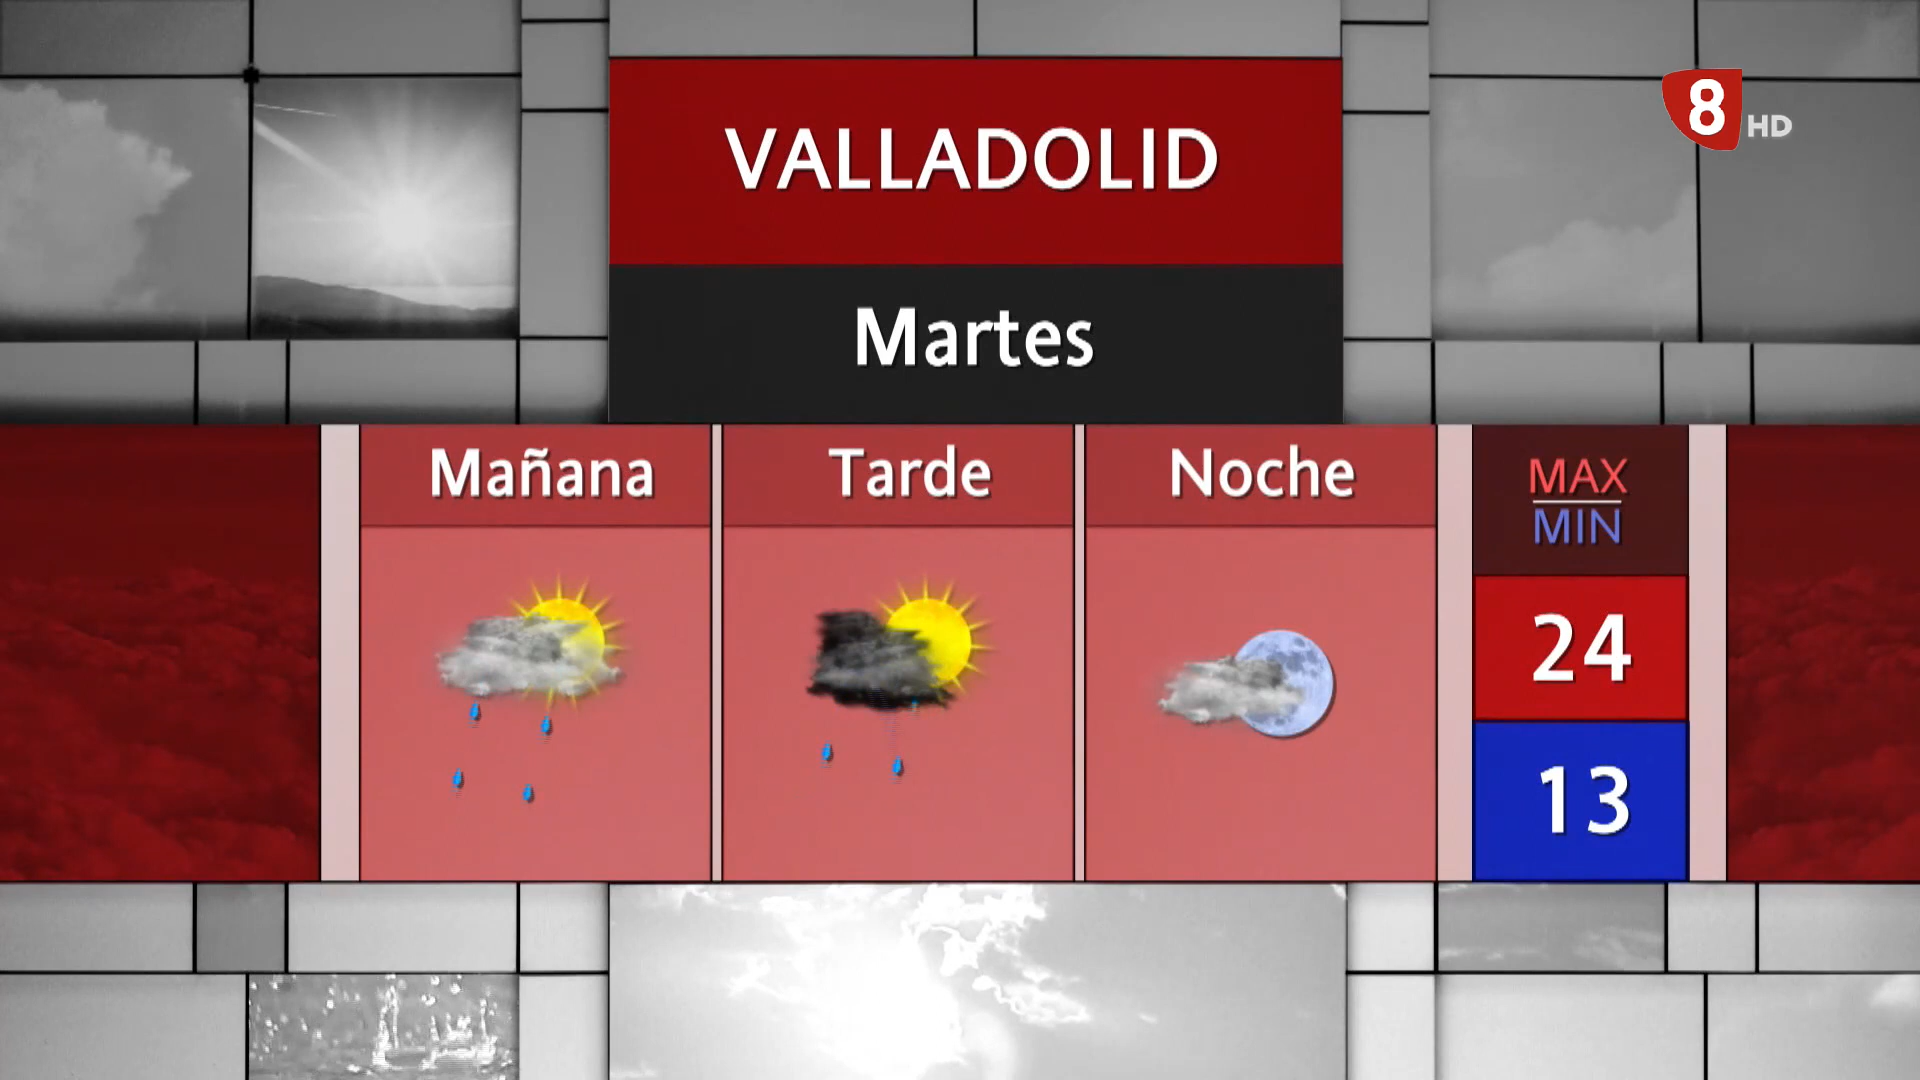 8 HD
VALLADOLID
Martes
Mañana
Tarde
Noche
MAX
MIN
24
13